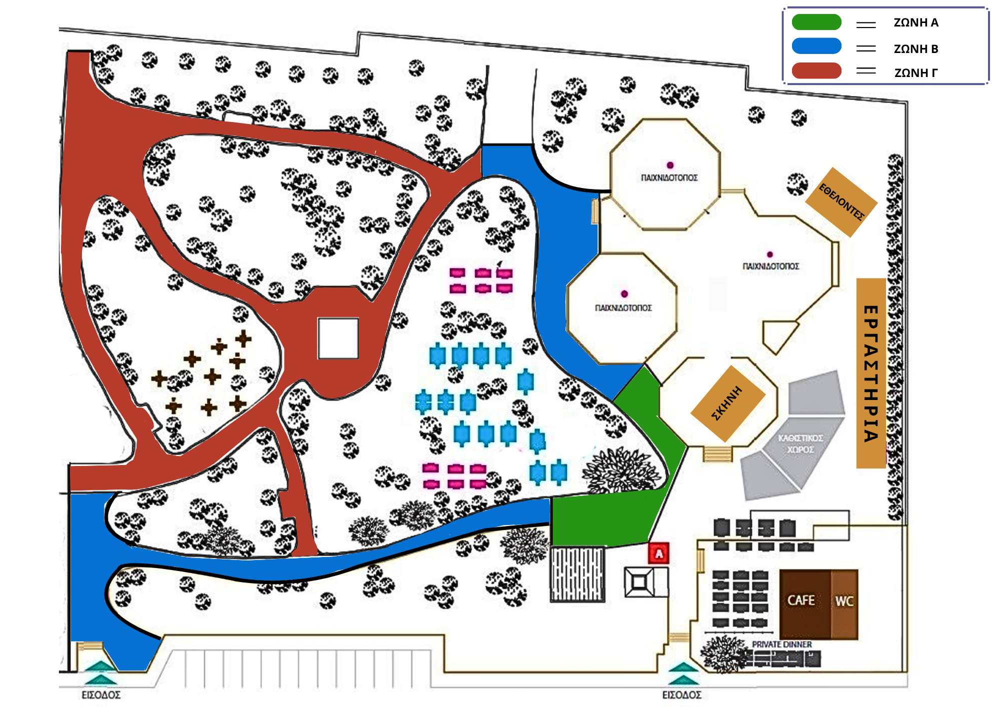 ΖΩΝΗ Α
ΖΩΝΗ Β
ΖΩΝΗ Γ
ΠΑΙΧΝΙΔΟΤΟΠΟΣ
ΕΘΕΛΟΝΤΕΣ
ΠΑΙΧΝΙΔΟΤΟΠΟΣ
ΠΑΙΧΝΙΔΟΤΟΠΟΣ
ΕΡΓΑΣΤΗΡΙΑ
ΣΚΗΝΗ
ΚΑΘΙΣΤΙΚΟΣ
ΧΩΡΟΣ
A
CAFE
WC
PRIVATE DINNER
ΕΙΣΟΔΟΣ
ΕΙΣΟΔΟΣ